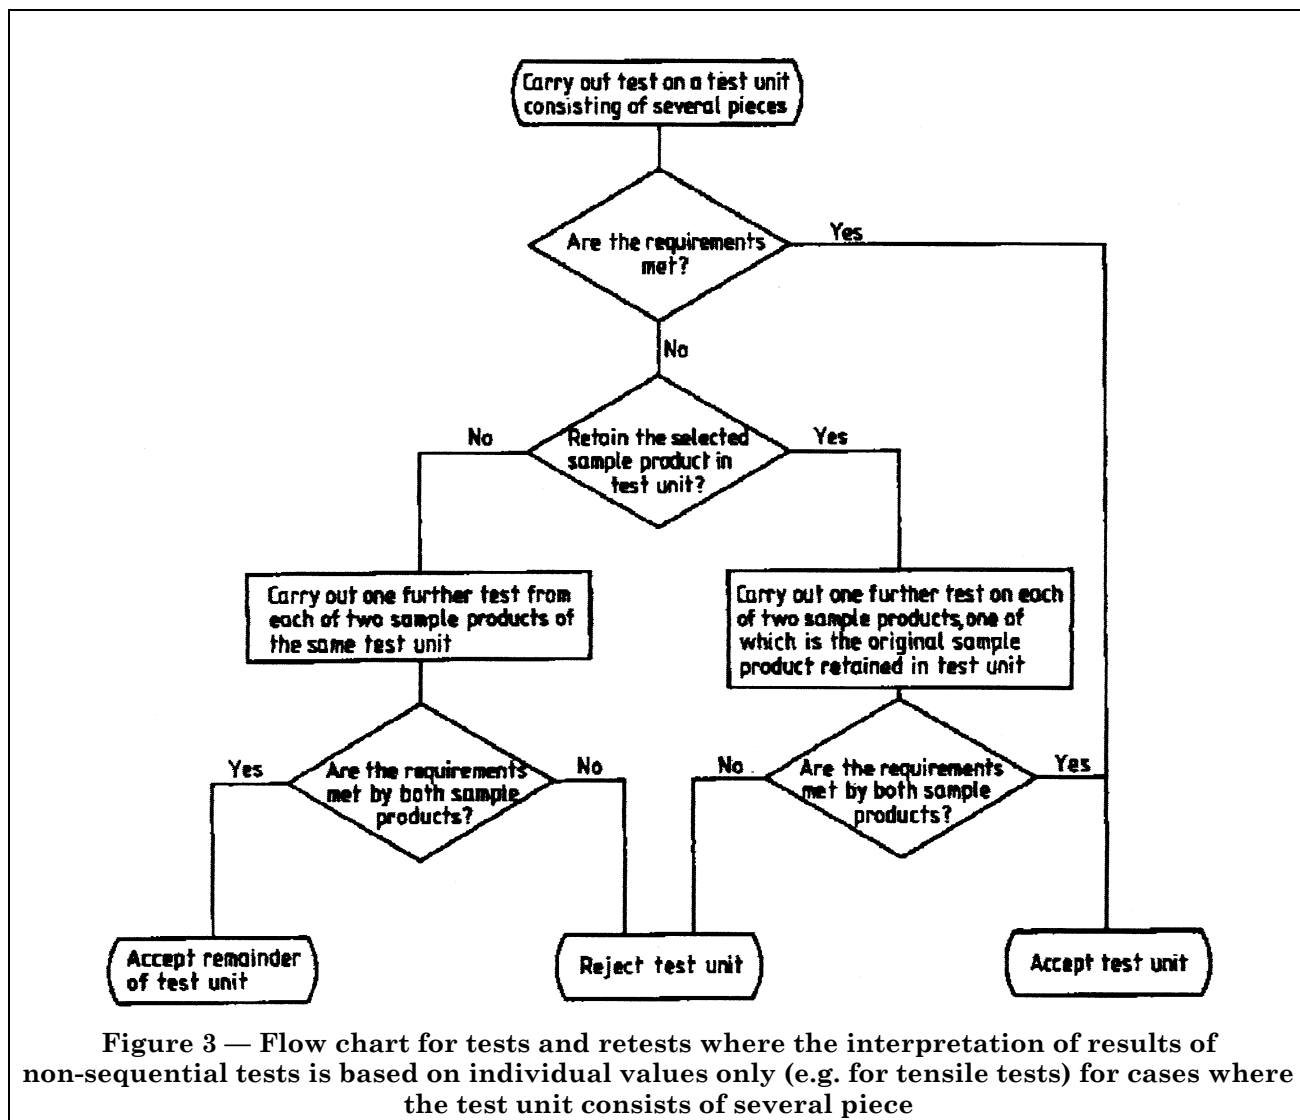 Carry out test on a test unit
consisting of several pieces
Are the requirements
met?
Yes
No
Retain the selected
sample product in
test unit?
No
Yes
Carry out one further test from
each of two sample products of
the same test unit
Carry out one further test on each
of two sample products,one of
which is the original sample
product retained in test unit
Yes
Are the requirements
met by both sample
products?
No
No
Are the requirements
met by both sample
products?
Yes
Accept remainder
of test unit
Reject test unit
Accept test unit
Figure 3 — Flow chart for tests and retests where the interpretation of results of
non-sequential tests is based on individual values only (e.g. for tensile tests) for cases where
the test unit consists of several piece